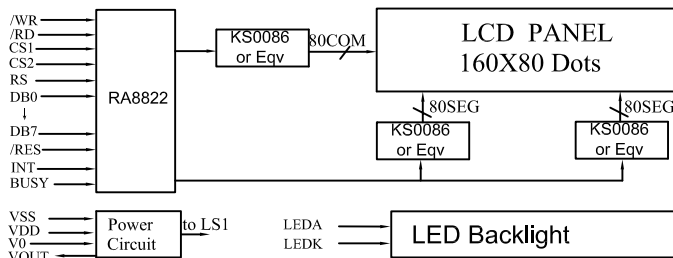 /WR
/RD
CS1
CS2
RS
DB0
DB7
/RES
INT
BUSY
RA8822
KS0086
or Eqv
80COM
LCD PANEL
160X80 Dots
80SEG
80SEG
KS0086
or Eqv
KS0086
or Eqv
VSS
VDD
V0
VOUT
Power
Circuit
to LS1
LEDA
LEDK
LED Backlight